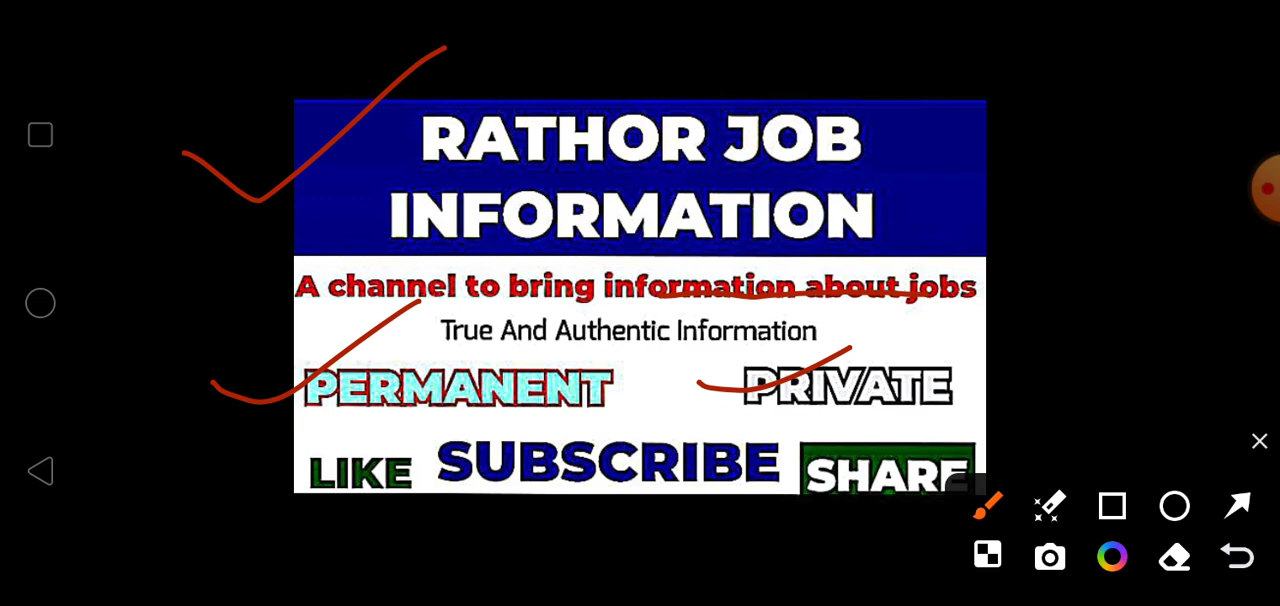 RATHOR JOB
INFORMATION
A channel to bring information about jobs
True And Authentic Information
PERMANENT PRIVATE
LIKE SUBSCRIBE SHARE